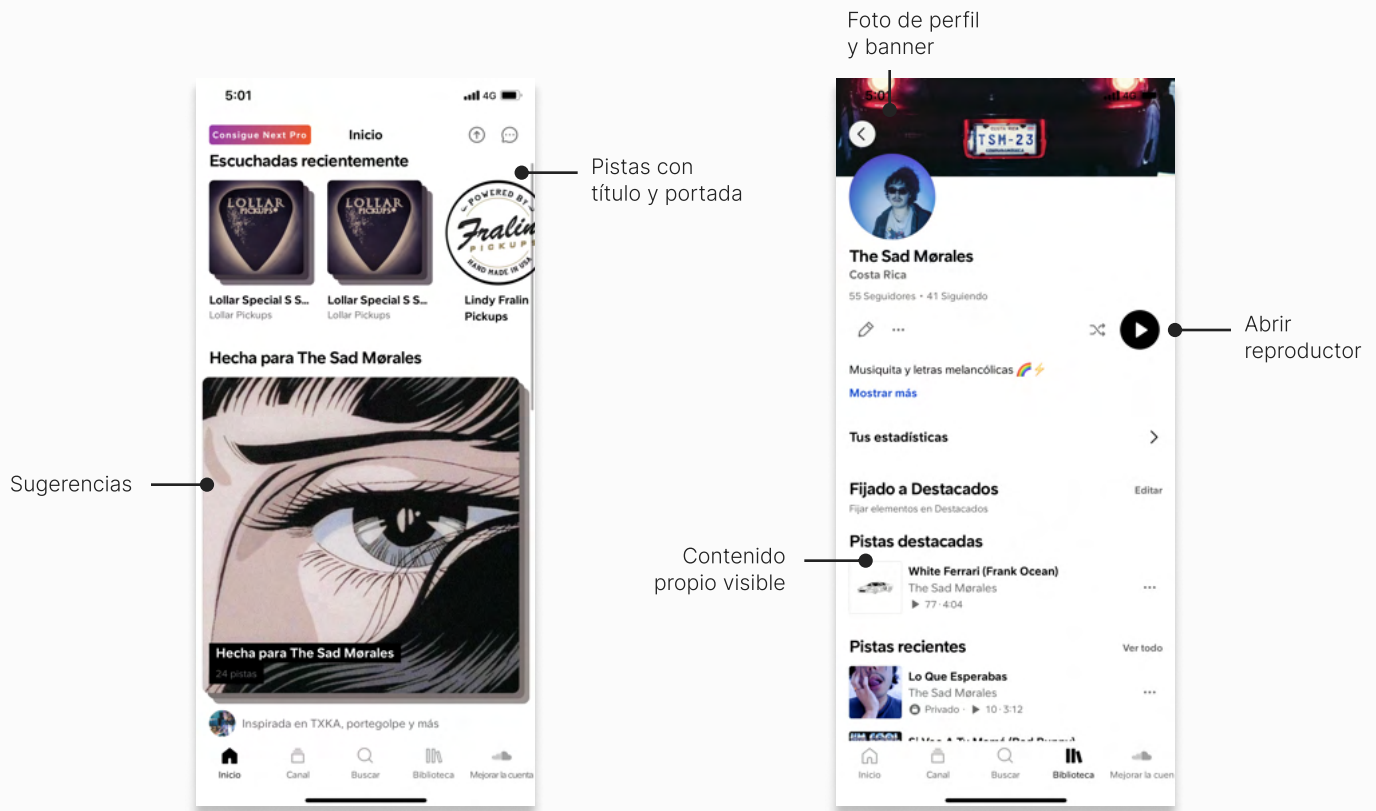 Foto de perfil
y banner
5:01
4G
Consigue Next Pro
Inicio
Escuchadas recientemente
LOLLAR
PICKUPS
LOLLAR
PICKUPS
POWERED BY
Fralin
PICKUPS
HAND MADE IN USA
Lollar Special S S...
Lollar Pickups
Lollar Special S S...
Lollar Pickups
Lindy Fralin
Pickups
Pistas con
título y portada
Hecha para The Sad Mørales
Sugerencias
Hecha para The Sad Mørales
24 pistas
Inspirada en TXKA, portegolpe y más
Inicio
Canal
Buscar
Biblioteca
Mejorar la cuenta
5:01
4G
COSTA RICA
TSM-23
CENTROAMERICA
The Sad Mørales
Costa Rica
55 Seguidores • 41 Siguiendo
Abrir
reproductor
Musiquita y letras melancólicas 🌈⚡
Mostrar más
Tus estadísticas
Fijado a Destacados
Editar
Fijar elementos en Destacados
Pistas destacadas
Contenido
propio visible
White Ferrari (Frank Ocean)
The Sad Mørales
77 · 4:04
Pistas recientes
Ver todo
Lo Que Esperabas
The Sad Mørales
Privado · 10 · 3:12
Inicio
Canal
Buscar
Biblioteca
Mejorar la cuen